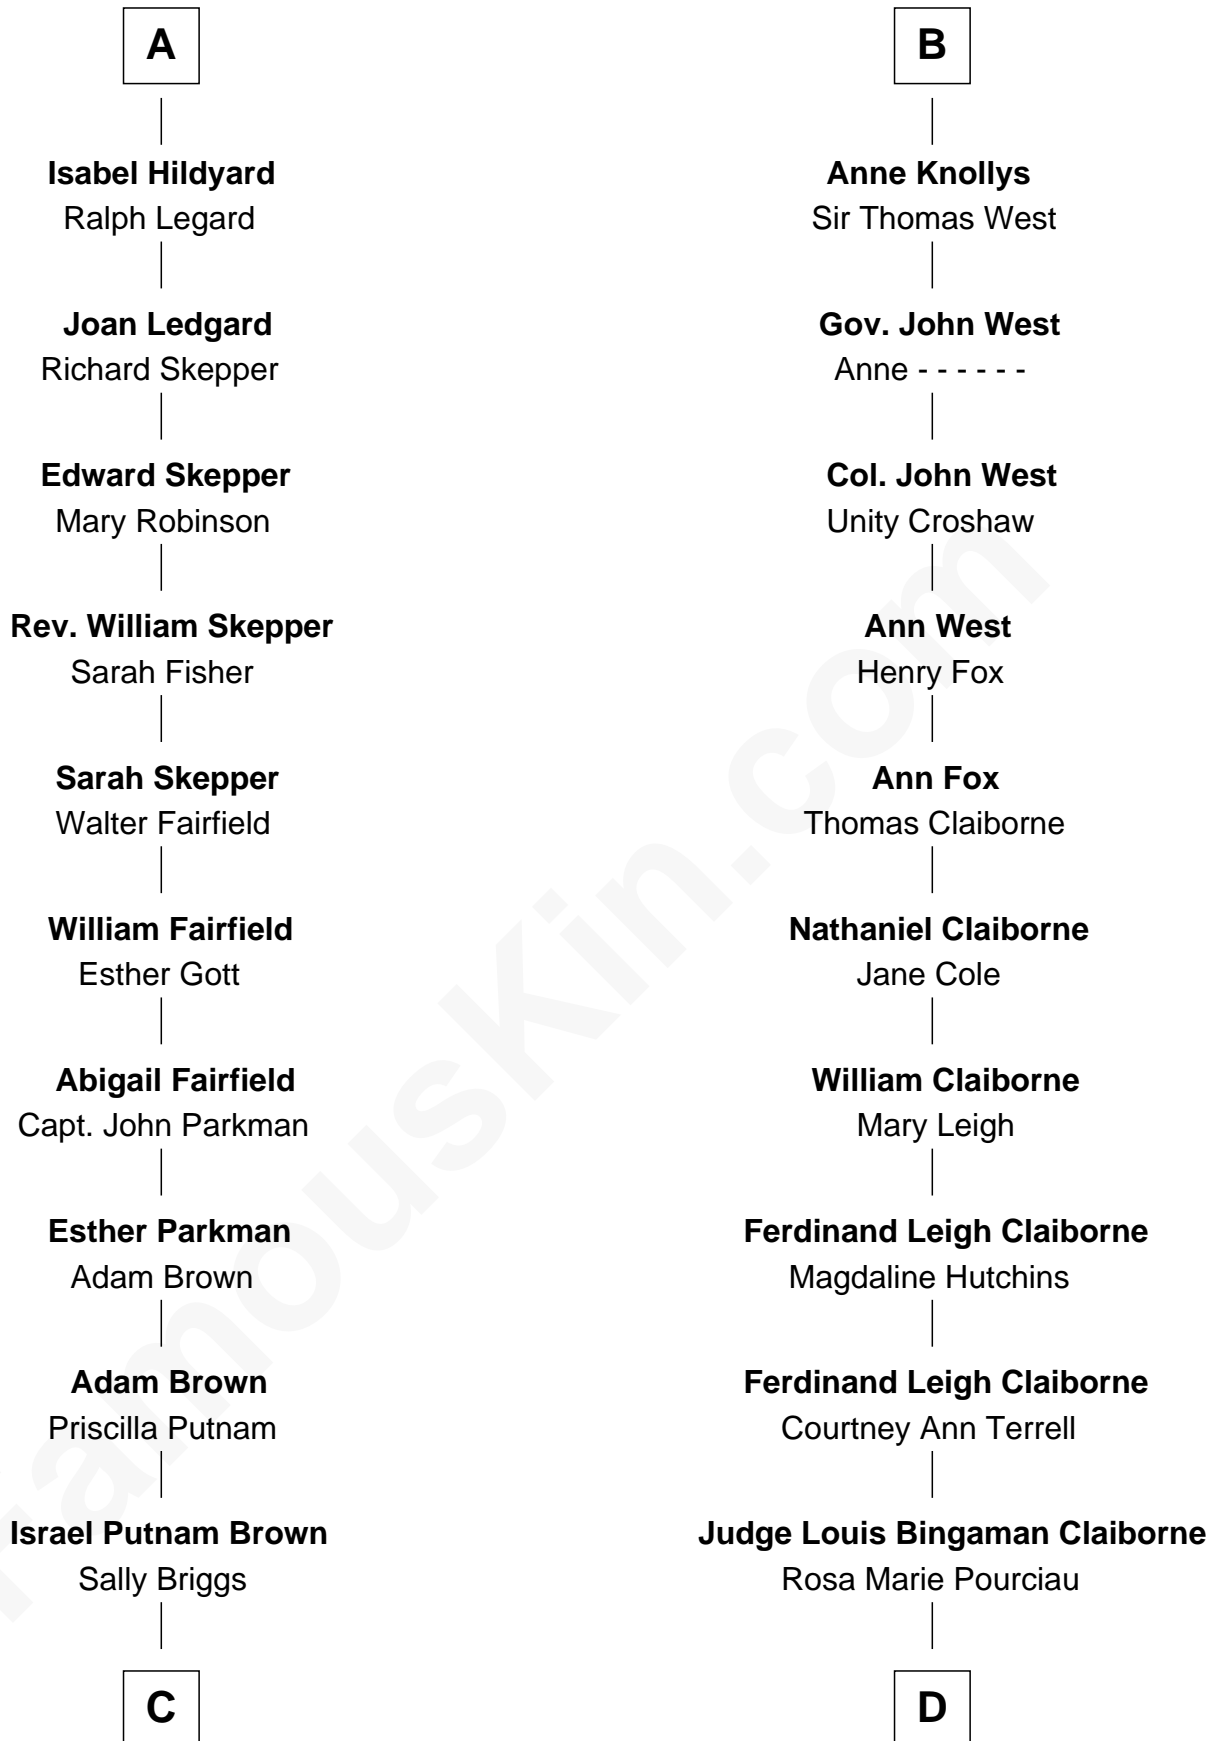 A
Isabel Hildyard
Ralph Legard
Joan Ledgard
Richard Skepper
Edward Skepper
Mary Robinson
Rev. William Skepper
Sarah Fisher
Sarah Skepper
Walter Fairfield
William Fairfield
Esther Gott
Abigail Fairfield
Capt. John Parkman
Esther Parkman
Adam Brown
Adam Brown
Priscilla Putnam
Israel Putnam Brown
Sally Briggs
C
B
Anne Knollys
Sir Thomas West
Gov. John West
Anne - - - - - -
Col. John West
Unity Croshaw
Ann West
Henry Fox
Ann Fox
Thomas Claiborne
Nathaniel Claiborne
Jane Cole
William Claiborne
Mary Leigh
Ferdinand Leigh Claiborne
Magdaline Hutchins
Ferdinand Leigh Claiborne
Courtney Ann Terrell
Judge Louis Bingaman Claiborne
Rosa Marie Pourciau
D
FamousKin.com